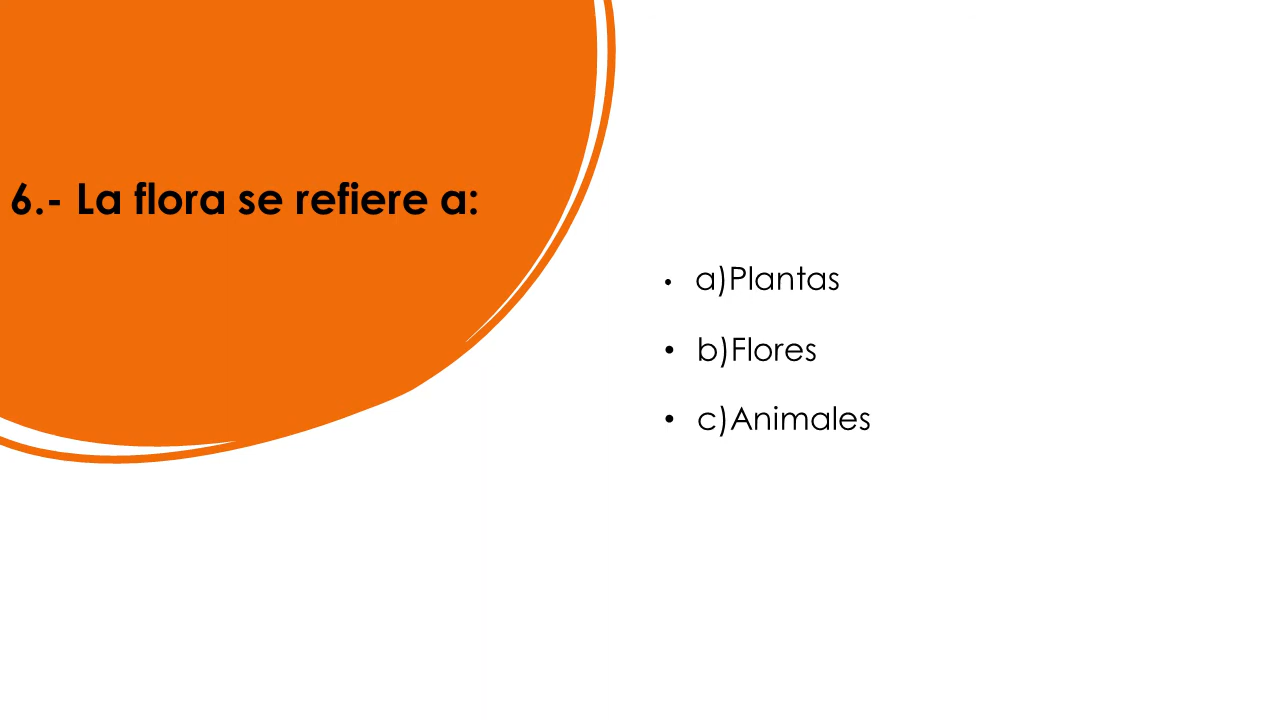 6.- La flora se refiere a:
• a)Plantas
• b)Flores
• c)Animales